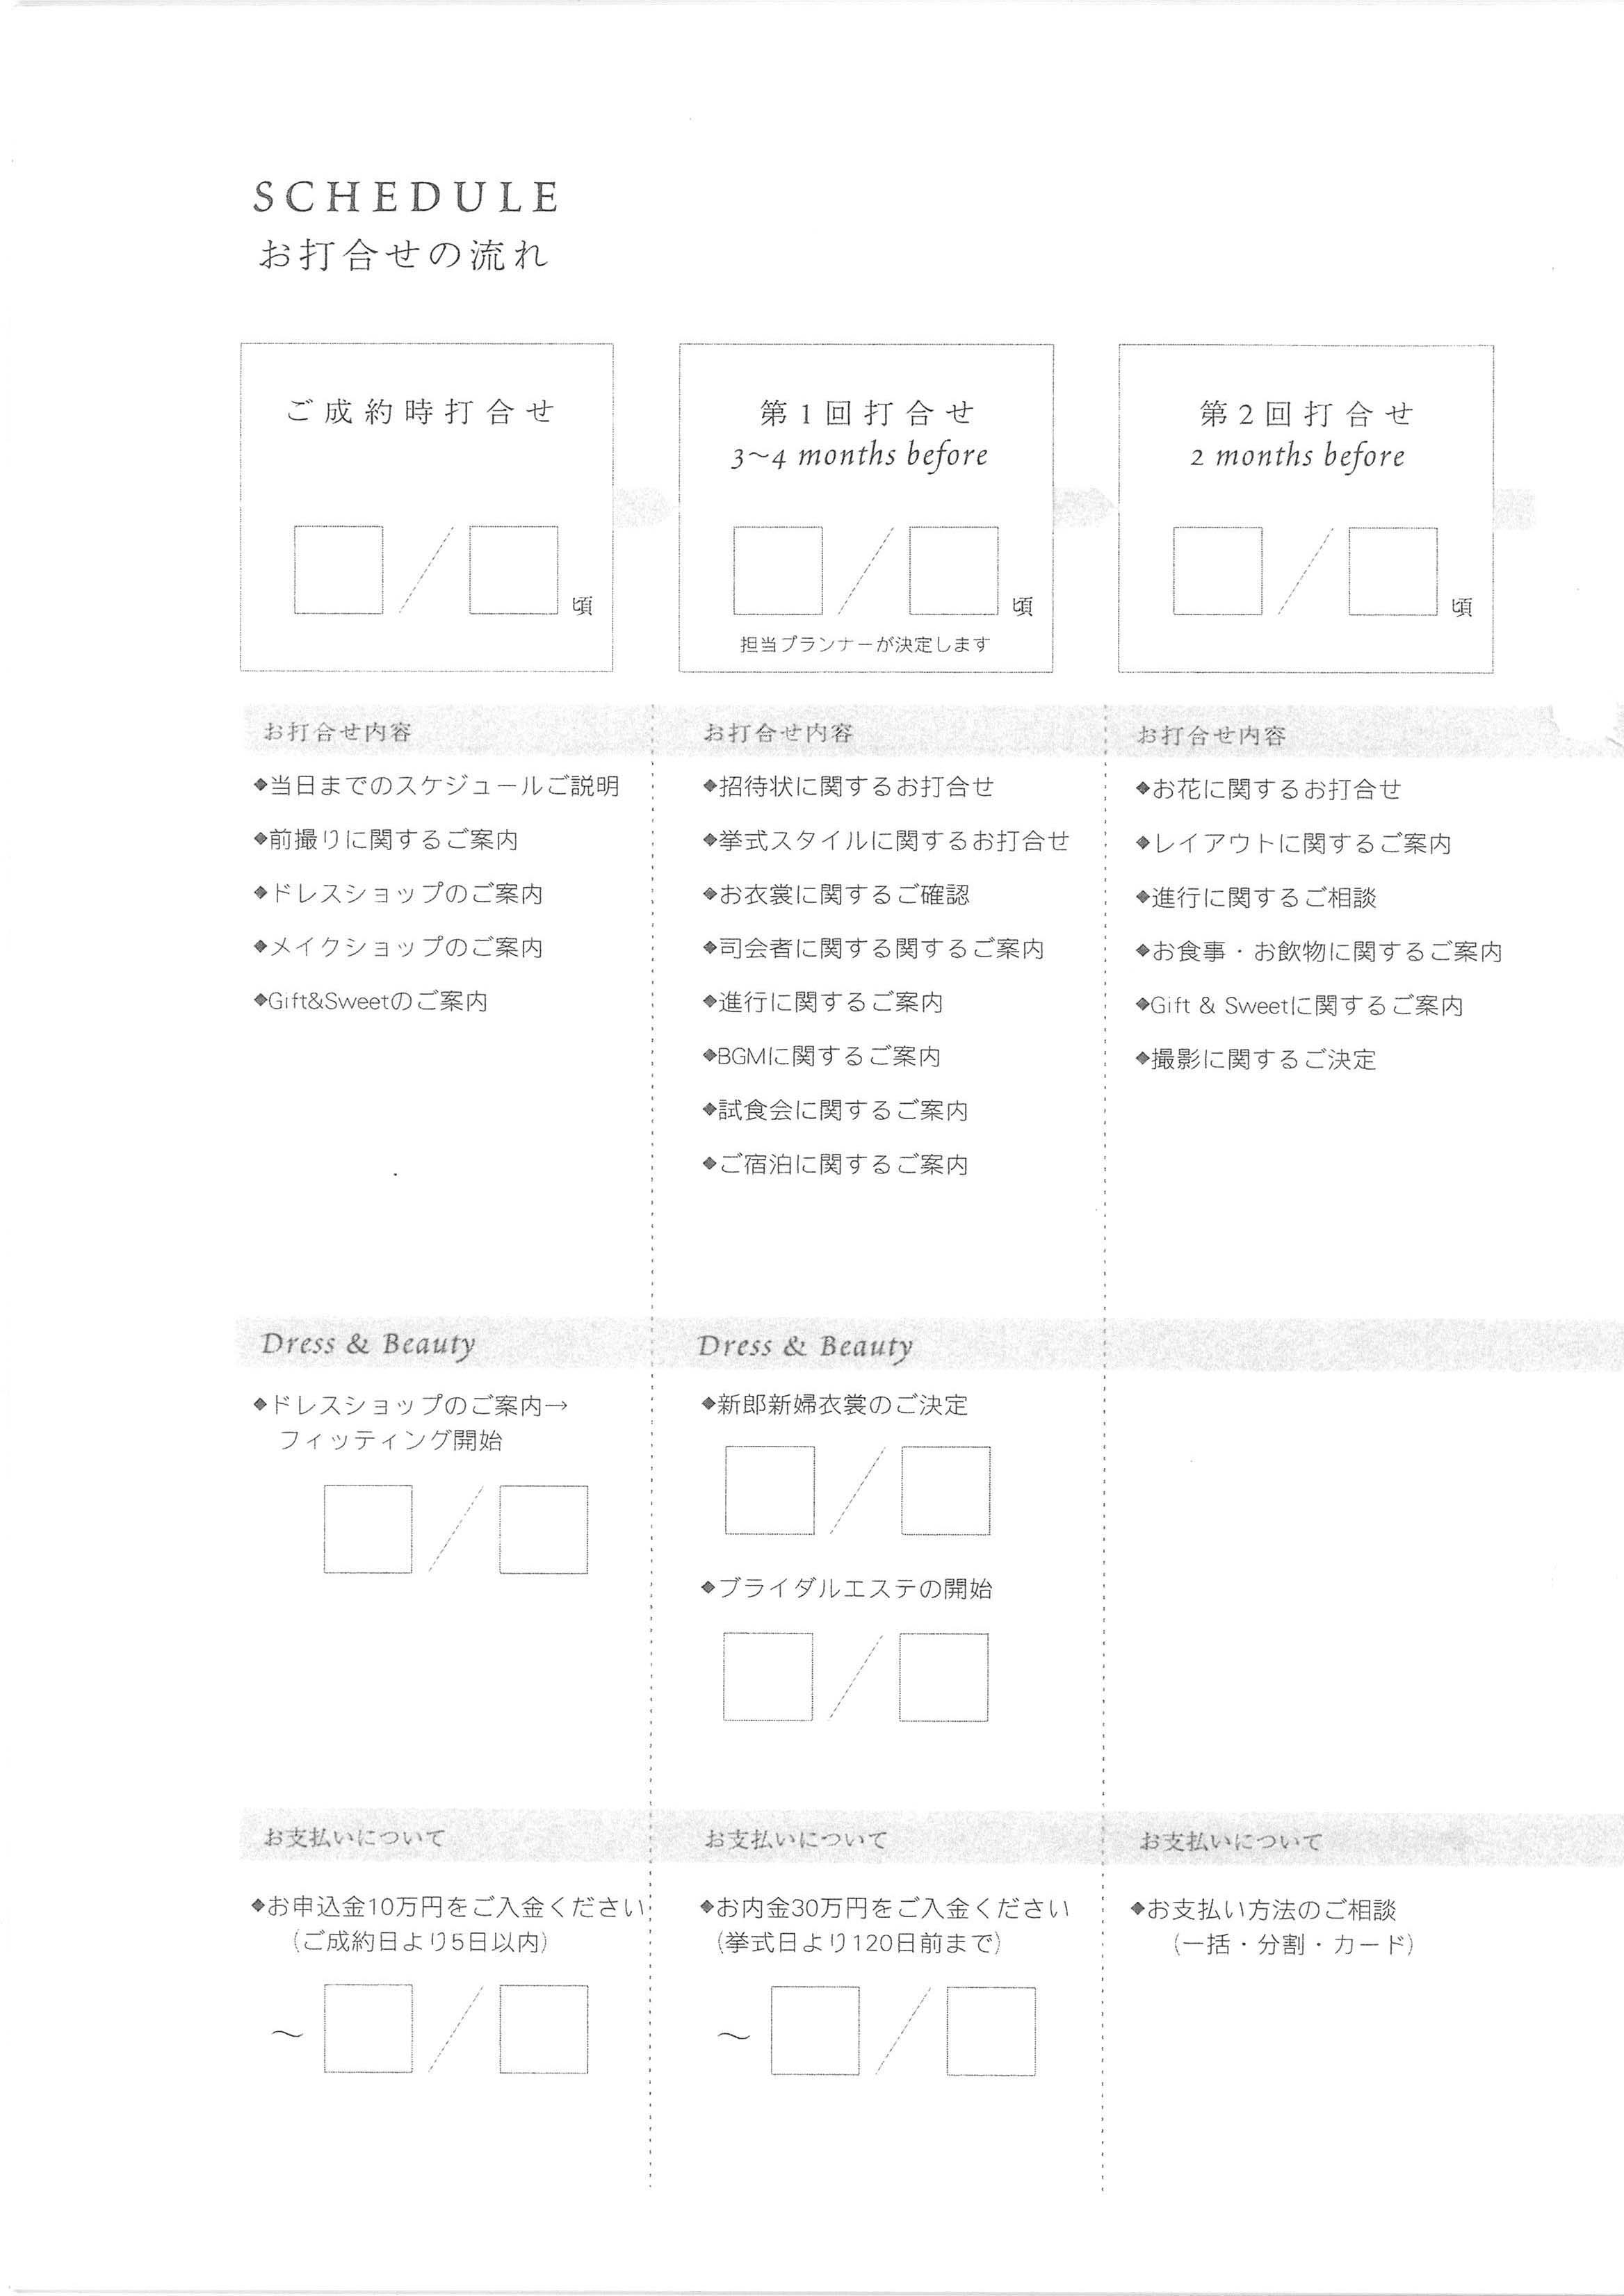 SCHEDULE
お打合せの流れ
ご成約時打合せ
／
頃
第1回打合せ
3〜4 months before
／
頃
担当プランナーが決定します
第2回打合せ
2 months before
／
頃
お打合せ内容
◆当日までのスケジュールご説明
◆前撮りに関するご案内
◆ドレスショップのご案内
◆メイクショップのご案内
◆Gift&Sweetのご案内
お打合せ内容
◆招待状に関するお打合せ
◆挙式スタイルに関するお打合せ
◆お衣裳に関するご確認
◆司会者に関する関するご案内
◆進行に関するご案内
◆BGMに関するご案内
◆試食会に関するご案内
◆ご宿泊に関するご案内
お打合せ内容
◆お花に関するお打合せ
◆レイアウトに関するご案内
◆進行に関するご相談
◆お食事・お飲物に関するご案内
◆Gift & Sweetに関するご案内
◆撮影に関するご決定
Dress & Beauty
◆ドレスショップのご案内→
フィッティング開始
／
Dress & Beauty
◆新郎新婦衣裳のご決定
／
◆ブライダルエステの開始
／
お支払いについて
◆お申込金10万円をご入金ください
(ご成約日より5日以内)
〜 ／
お支払いについて
◆お内金30万円をご入金ください
(挙式日より120日前まで)
〜 ／
お支払いについて
◆お支払い方法のご相談
(一括・分割・カード)